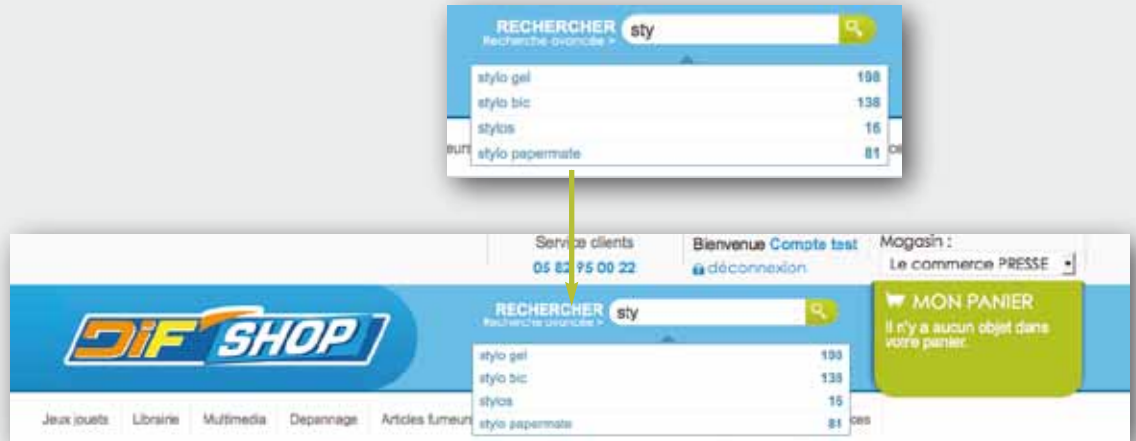 RECHERCHER sty
Recherche avancée >
stylo gel 198
stylo bic 138
stylos 16
stylo papermate 81
Service clients
05 82 95 00 22
Bienvenue Compte test
déconnexion
Magasin :
Le commerce PRESSE
DIF SHOP
RECHERCHER sty
Recherche avancée >
MON PANIER
Il n'y a aucun objet dans
votre panier.
stylo gel 198
stylo bic 138
stylos 16
stylo papermate 81
Jeux jouets Librairie Multimedia Depannage Articles fumeurs